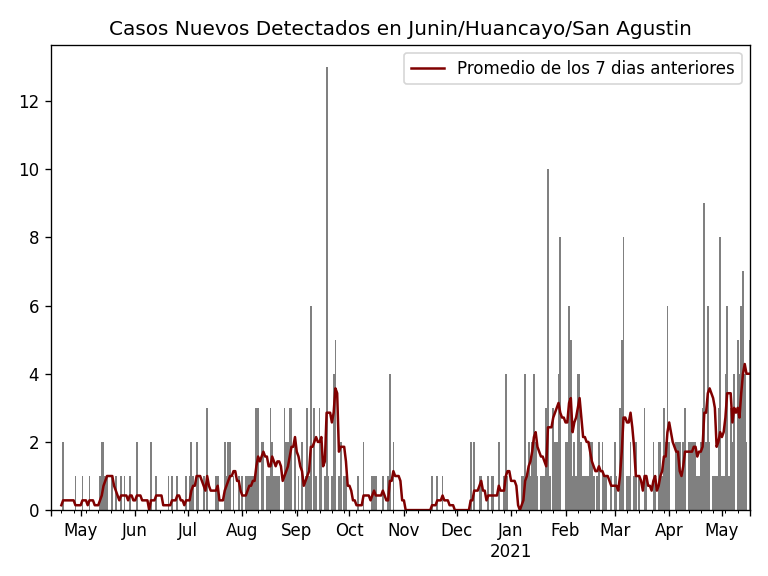 Casos Nuevos Detectados en Junin/Huancayo/San Agustin
Promedio de los 7 dias anteriores
12
10
8
6
4
2
0
May Jun Jul Aug Sep Oct Nov Dec Jan Feb Mar Apr May
2021